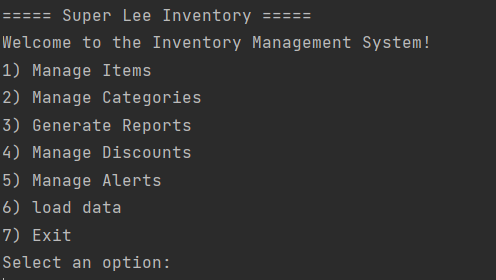 ===== Super Lee Inventory =====
Welcome to the Inventory Management System!
1) Manage Items
2) Manage Categories
3) Generate Reports
4) Manage Discounts
5) Manage Alerts
6) load data
7) Exit
Select an option: